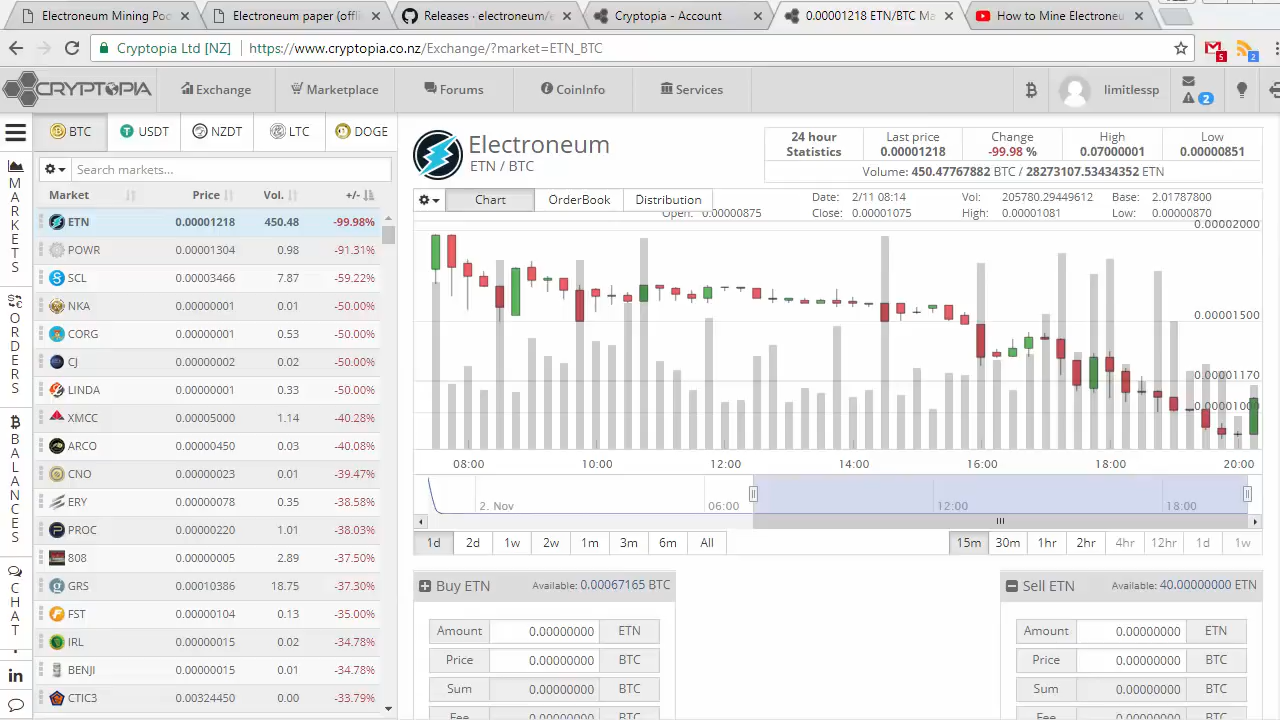 Electroneum Mining Poc
Electroneum paper (offi
Releases · electroneum/e
Cryptopia - Account
0.00001218 ETN/BTC Ma
How to Mine Electroneu
Cryptopia Ltd [NZ]
https://www.cryptopia.co.nz/Exchange/?market=ETN_BTC
5
2
CRYPTOPIA
Exchange
Marketplace
Forums
CoinInfo
Services
limitlessp
2
BTC
USDT
NZDT
LTC
DOGE
Search markets...
Market Price Vol. +/-
ETN 0.00001218 450.48 -99.98%
POWR 0.00001304 0.98 -91.31%
SCL 0.00003466 7.87 -59.22%
NKA 0.00000001 0.01 -50.00%
CORG 0.00000001 0.53 -50.00%
CJ 0.00000002 0.02 -50.00%
LINDA 0.00000001 0.33 -50.00%
XMCC 0.00005000 1.14 -40.28%
ARCO 0.00000450 0.03 -40.08%
CNO 0.00000023 0.01 -39.47%
ERY 0.00000078 0.35 -38.58%
PROC 0.00000220 1.01 -38.03%
808 0.00000005 2.89 -37.50%
GRS 0.00010386 18.75 -37.30%
FST 0.00000104 0.13 -35.00%
IRL 0.00000015 0.02 -34.78%
BENJI 0.00000015 0.01 -34.78%
CTIC3 0.00324450 0.00 -33.79%
MARKETS
ORDERS
BALANCES
CHAT
in
Electroneum
ETN / BTC
24 hour Statistics
Last price 0.00001218
Change -99.98 %
High 0.07000001
Low 0.00000851
Volume: 450.47767882 BTC / 28273107.53434352 ETN
Chart
OrderBook
Distribution
Date: 2/11 08:14 Vol: 205780.29449612 Base: 2.01787800
Open: 0.00000875 Close: 0.00001075 High: 0.00001081 Low: 0.00000870
0.00002000
0.00001500
0.00001170
0.00001000
08:00 10:00 12:00 14:00 16:00 18:00 20:00
2. Nov 06:00 12:00 18:00
1d 2d 1w 2w 1m 3m 6m All
15m 30m 1hr 2hr 4hr 12hr 1d 1w
Buy ETN Available: 0.00067165 BTC
Amount 0.00000000 ETN
Price 0.00000000 BTC
Sum 0.00000000 BTC
Fee 0.00000000 BTC
Sell ETN Available: 40.00000000 ETN
Amount 0.00000000 ETN
Price 0.00000000 BTC
Sum 0.00000000 BTC
Fee 0.00000000 BTC